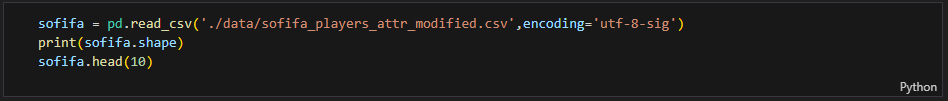 sofifa = pd.read_csv('./data/sofifa_players_attr_modified.csv',encoding='utf-8-sig')
print(sofifa.shape)
sofifa.head(10)
Python